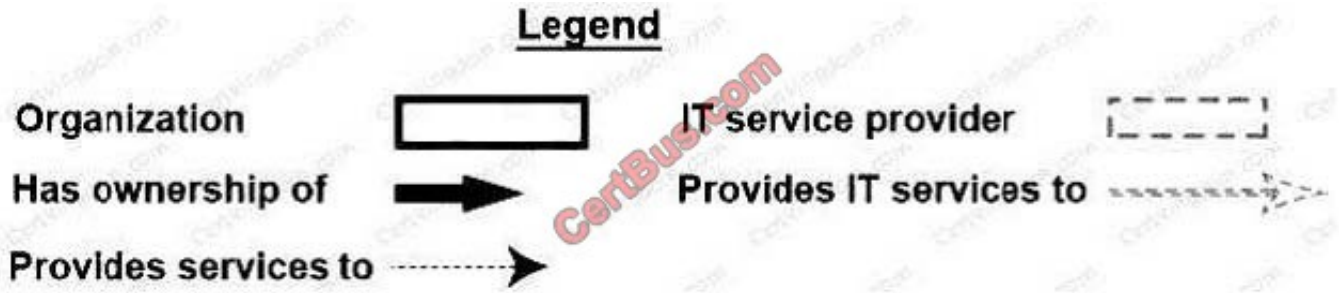 Legend
Organization IT service provider
Has ownership of Provides IT services to
Provides services to
CertBus.com